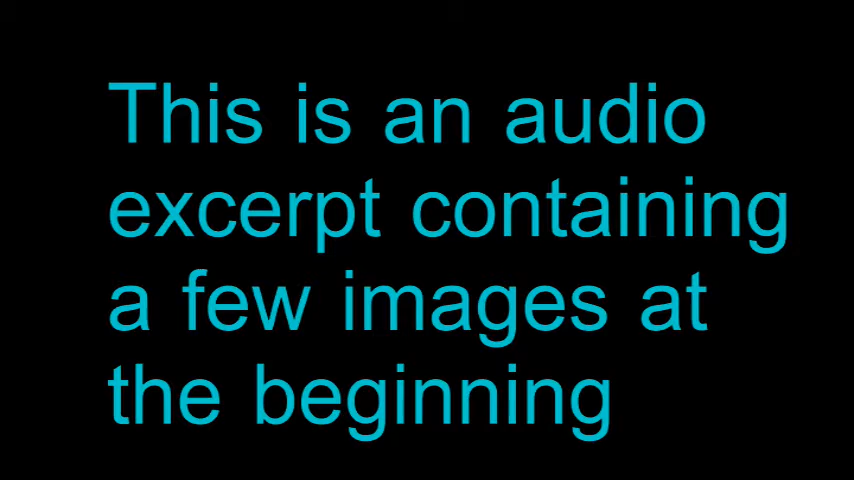 This is an audio
excerpt containing
a few images at
the beginning